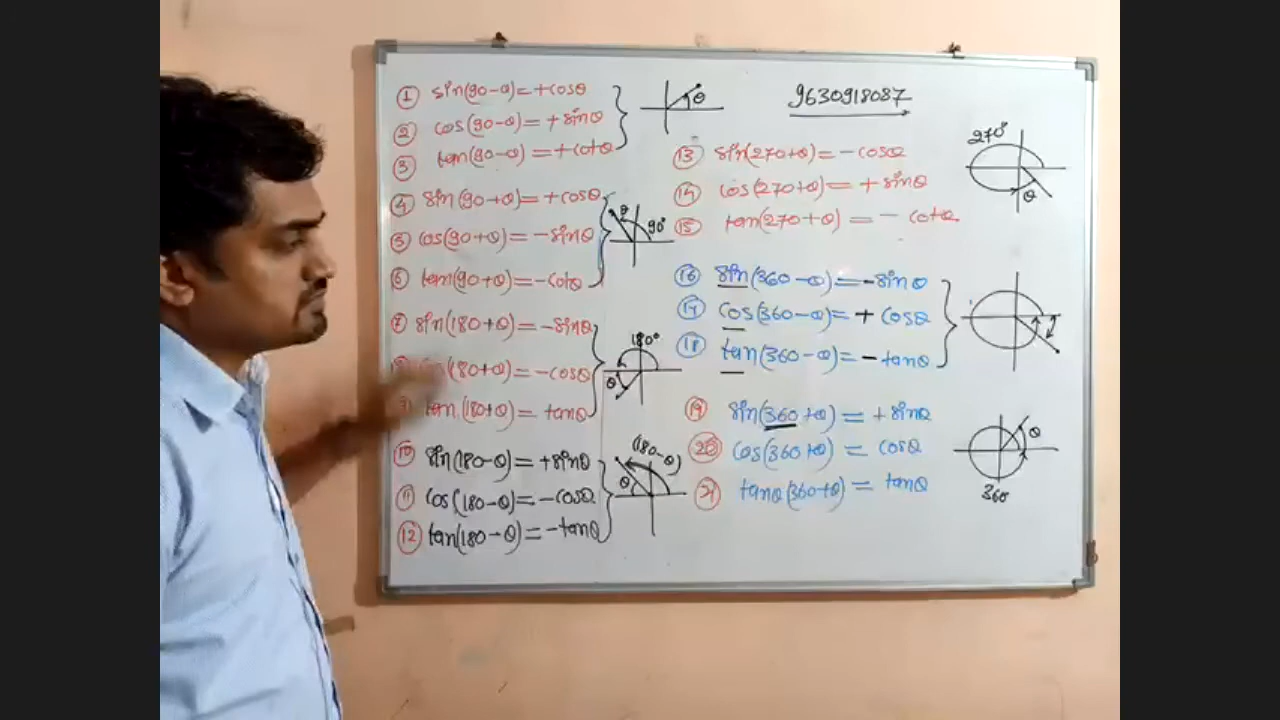 ① sin(90-θ)=+cosθ
② cos(90-θ)=+sinθ
③ tan(90-θ)=+cotθ
θ
④ sin(90+θ)=+cosθ
⑤ cos(90+θ)=-sinθ
⑥ tan(90+θ)=-cotθ
θ 90°
⑦ sin(180+θ)=-sinθ
cos(180+θ)=-cosθ
tan(180+θ)= tanθ
180°
θ
⑩ sin(180-θ)=+sinθ
⑪ cos(180-θ)=-cosθ
⑫ tan(180-θ)=-tanθ
(180-θ)
θ
9630918087
⑬ sin(270+θ)=-cosθ
⑭ cos(270+θ)=+sinθ
⑮ tan(270+θ)=-cotθ
270°
θ
⑯ sin(360-θ)=-sinθ
⑰ cos(360-θ)=+cosθ
⑱ tan(360-θ)=-tanθ
⑲ sin(360+θ)=+sinθ
⑳ cos(360+θ)=cosθ
㉑ tanθ(360+θ)=tanθ
θ
360